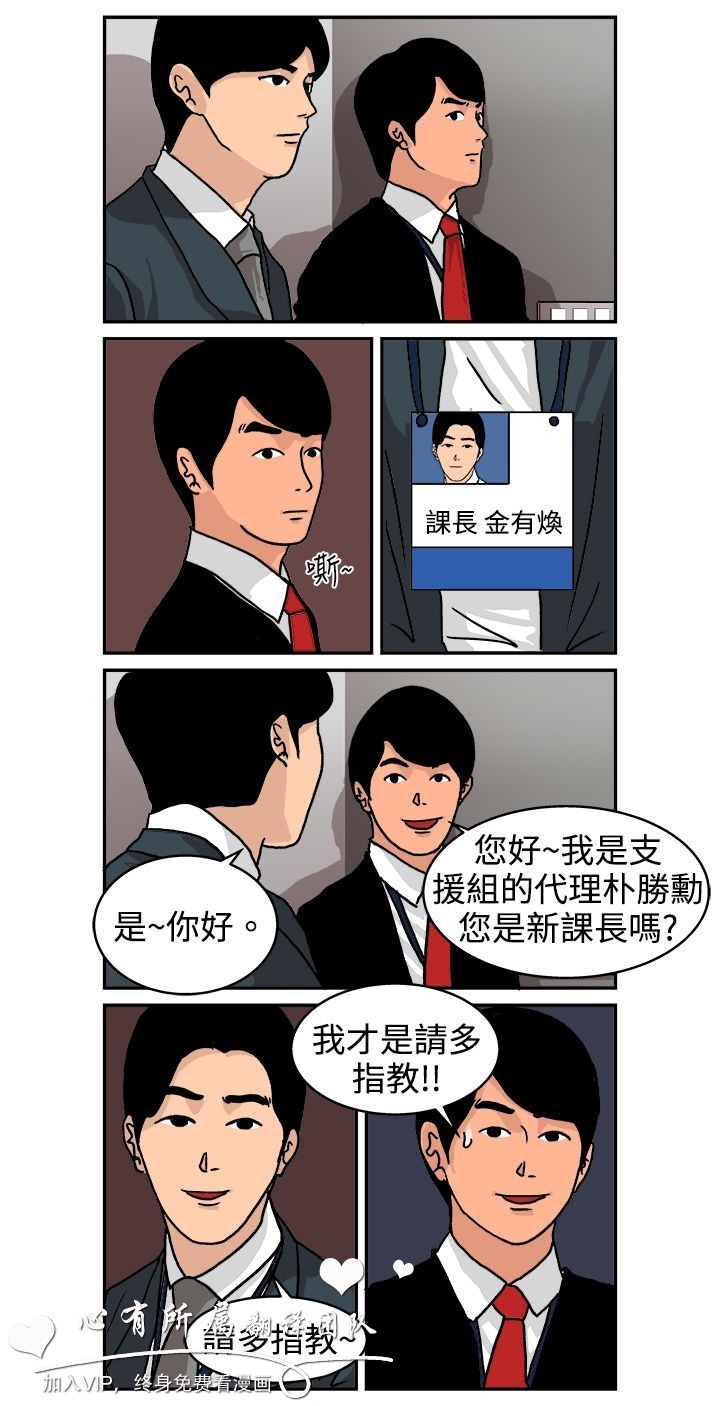 嘶~
課長 金有煥
您好~我是支
援組的代理朴勝勳
您是新課長嗎?
是~你好。
我才是請多
指教!!
請多指教~
心有所属翻译团队
加入VIP，终身免费看漫画